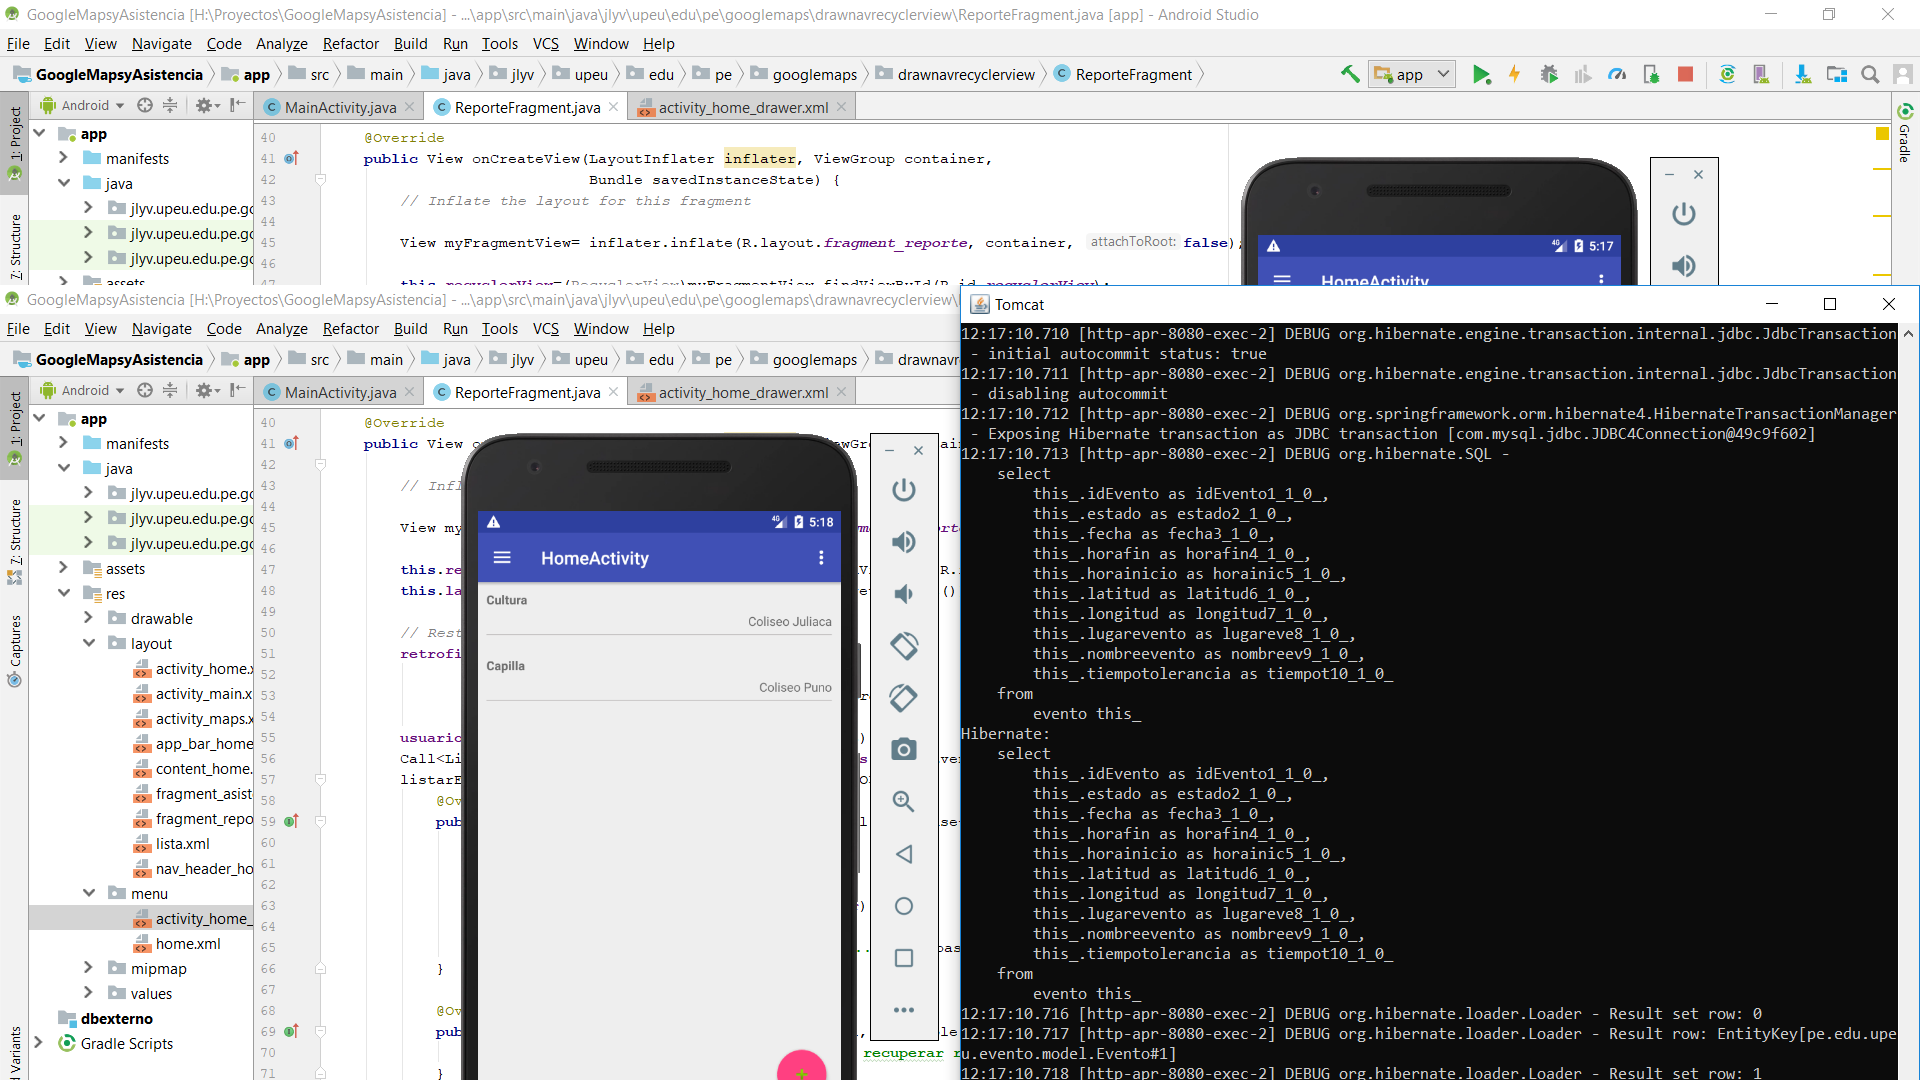 GoogleMapsyAsistencia [H:\Proyectos\GoogleMapsyAsistencia] - ...\app\src\main\java\jlyv\upeu\edu\pe\googlemaps\drawnavrecyclerview\ReporteFragment.java [app] - Android Studio
File Edit View Navigate Code Analyze Refactor Build Run Tools VCS Window Help
GoogleMapsyAsistencia app src main java jlyv upeu edu pe googlemaps drawnavrecyclerview ReporteFragment app
Android MainActivity.java ReporteFragment.java activity_home_drawer.xml
1: Project
7: Structure
Gradle
app
manifests
java
jlyv.upeu.edu.pe.gc
jlyv.upeu.edu.pe.gc
jlyv.upeu.edu.pe.gc
assets
40 @Override
41 public View onCreateView(LayoutInflater inflater, ViewGroup container,
42 Bundle savedInstanceState) {
43 // Inflate the layout for this fragment
44
45 View myFragmentView= inflater.inflate(R.layout.fragment_reporte, container, attachToRoot: false);
46
this.recyclerView=(RecyclerView)myFragmentView.findViewById(R.id.recyclerView);
4G 5:17
HomeActivity
GoogleMapsyAsistencia [H:\Proyectos\GoogleMapsyAsistencia] - ...\app\src\main\java\jlyv\upeu\edu\pe\googlemaps\drawnavrecyclerview\
File Edit View Navigate Code Analyze Refactor Build Run Tools VCS Window Help
GoogleMapsyAsistencia app src main java jlyv upeu edu pe googlemaps drawnav
Android MainActivity.java ReporteFragment.java activity_home_drawer.xml
1: Project
7: Structure
Captures
d Variants
app
manifests
java
jlyv.upeu.edu.pe.gc
jlyv.upeu.edu.pe.gc
jlyv.upeu.edu.pe.gc
assets
res
drawable
layout
activity_home.x
activity_main.x
activity_maps.x
app_bar_home
content_home.
fragment_asist
fragment_repo
lista.xml
nav_header_ho
menu
activity_home_
home.xml
mipmap
values
dbexterno
Gradle Scripts
40 @Override
41 public View o
42
43 // Infl
44
45 View my
46
47 this.re
48 this.la
49
50 // Rest
51 retrofi
52
53
54
55 usuario
56 Call<Li
57 listarE
58 @Ov
59 pub
60
61
62
63
64
65
66 }
67
68 @Ov
69 pub
70 recuperar
71 }
4G 5:18
HomeActivity
Cultura
Coliseo Juliaca
Capilla
Coliseo Puno
Tomcat
12:17:10.710 [http-apr-8080-exec-2] DEBUG org.hibernate.engine.transaction.internal.jdbc.JdbcTransaction
- initial autocommit status: true
12:17:10.711 [http-apr-8080-exec-2] DEBUG org.hibernate.engine.transaction.internal.jdbc.JdbcTransaction
- disabling autocommit
12:17:10.712 [http-apr-8080-exec-2] DEBUG org.springframework.orm.hibernate4.HibernateTransactionManager
- Exposing Hibernate transaction as JDBC transaction [com.mysql.jdbc.JDBC4Connection@49c9f602]
12:17:10.713 [http-apr-8080-exec-2] DEBUG org.hibernate.SQL -
select
this_.idEvento as idEvento1_1_0_,
this_.estado as estado2_1_0_,
this_.fecha as fecha3_1_0_,
this_.horafin as horafin4_1_0_,
this_.horainicio as horainic5_1_0_,
this_.latitud as latitud6_1_0_,
this_.longitud as longitud7_1_0_,
this_.lugarevento as lugareve8_1_0_,
this_.nombreevento as nombreev9_1_0_,
this_.tiempotolerancia as tiempot10_1_0_
from
evento this_
Hibernate:
select
this_.idEvento as idEvento1_1_0_,
this_.estado as estado2_1_0_,
this_.fecha as fecha3_1_0_,
this_.horafin as horafin4_1_0_,
this_.horainicio as horainic5_1_0_,
this_.latitud as latitud6_1_0_,
this_.longitud as longitud7_1_0_,
this_.lugarevento as lugareve8_1_0_,
this_.nombreevento as nombreev9_1_0_,
this_.tiempotolerancia as tiempot10_1_0_
from
evento this_
12:17:10.716 [http-apr-8080-exec-2] DEBUG org.hibernate.loader.Loader - Result set row: 0
12:17:10.717 [http-apr-8080-exec-2] DEBUG org.hibernate.loader.Loader - Result row: EntityKey[pe.edu.upe
u.evento.model.Evento#1]
12:17:10.718 [http-apr-8080-exec-2] DEBUG org.hibernate.loader.Loader - Result set row: 1